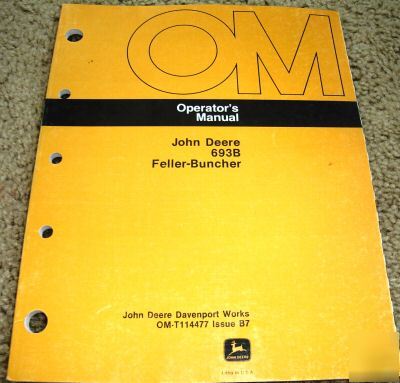 OM
Operator's
Manual
John Deere
693B
Feller-Buncher
John Deere Davenport Works
OM-T114477 Issue B7
JOHN DEERE